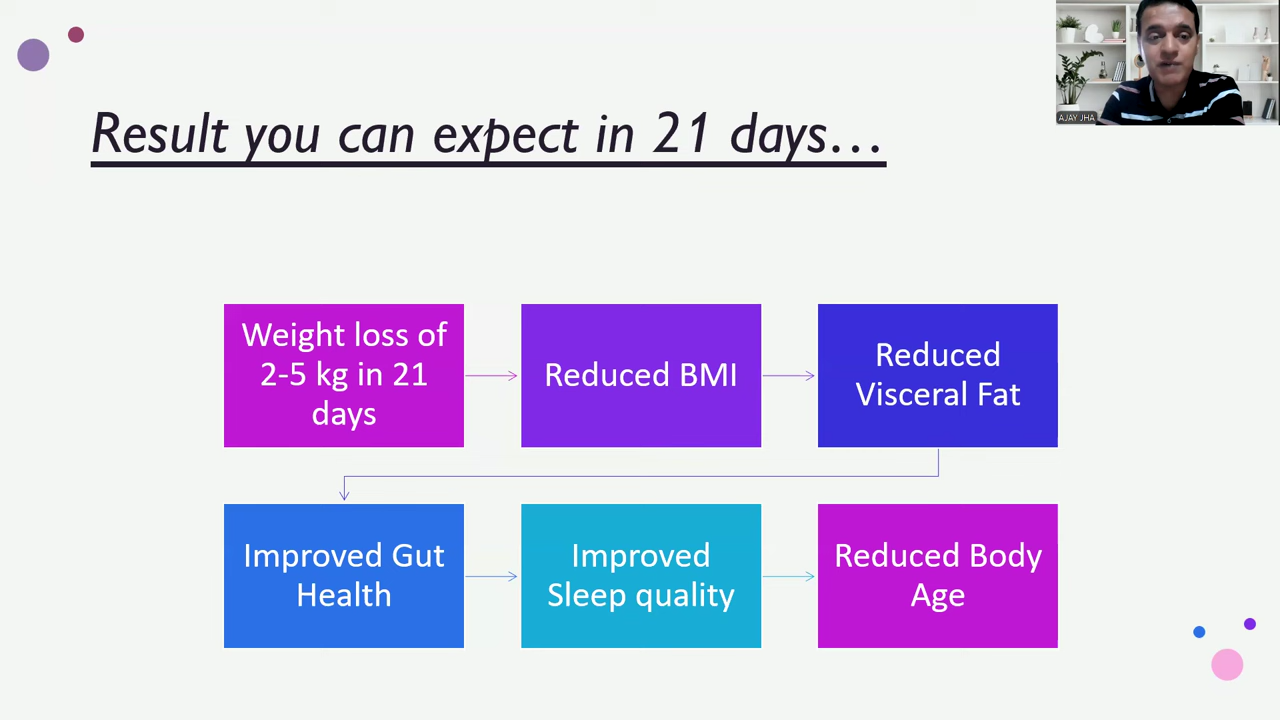 AJAY JHA
Result you can expect in 21 days…
Weight loss of
2-5 kg in 21
days
Reduced BMI
Reduced
Visceral Fat
Improved Gut
Health
Improved
Sleep quality
Reduced Body
Age